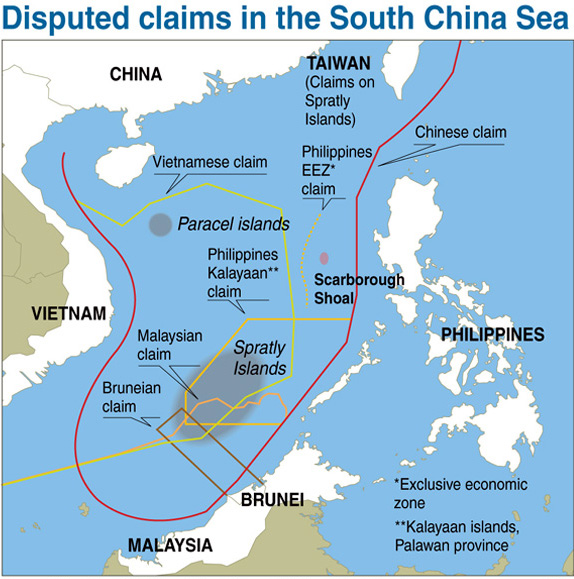 Disputed claims in the South China Sea
CHINA
TAIWAN
(Claims on
Spratly
Islands)
Chinese claim
Philippines
EEZ*
claim
Vietnamese claim
Paracel islands
Philippines
Kalayaan**
claim
Scarborough
Shoal
VIETNAM
PHILIPPINES
Malaysian
claim
Spratly
Islands
Bruneian
claim
*Exclusive economic
zone
**Kalayaan islands,
Palawan province
BRUNEI
MALAYSIA